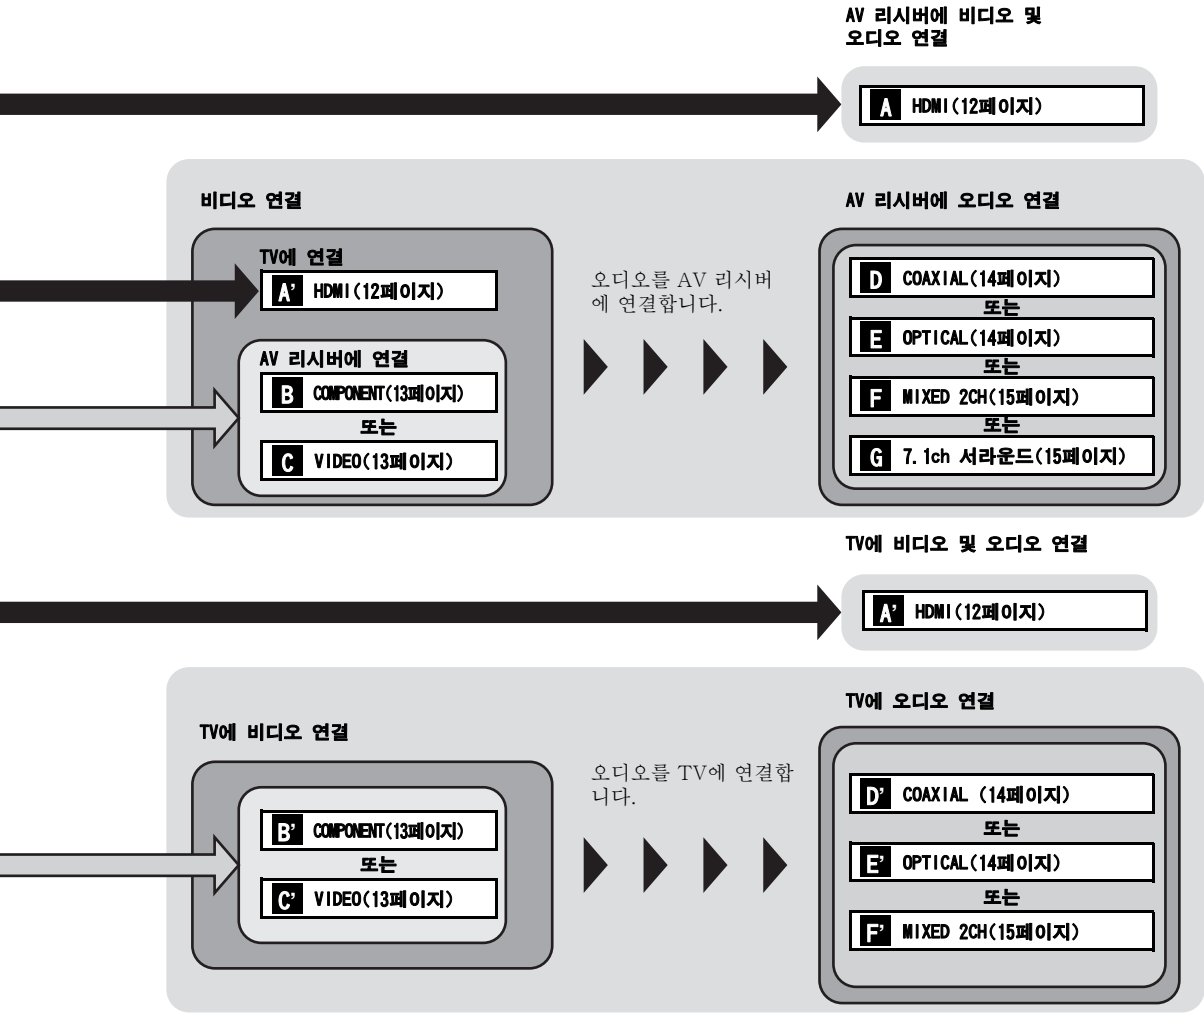 AV 리시버에 비디오 및
오디오 연결
A HDMI(12페이지)
비디오 연결
TV에 연결
A’ HDMI(12페이지)
AV 리시버에 연결
B COMPONENT(13페이지)
또는
C VIDEO(13페이지)
오디오를 AV 리시버
에 연결합니다.
AV 리시버에 오디오 연결
D COAXIAL(14페이지)
또는
E OPTICAL(14페이지)
또는
F MIXED 2CH(15페이지)
또는
G 7.1ch 서라운드(15페이지)
TV에 비디오 및 오디오 연결
A’ HDMI(12페이지)
TV에 비디오 연결
B’ COMPONENT(13페이지)
또는
C’ VIDEO(13페이지)
오디오를 TV에 연결합
니다.
TV에 오디오 연결
D’ COAXIAL (14페이지)
또는
E’ OPTICAL(14페이지)
또는
F’ MIXED 2CH(15페이지)